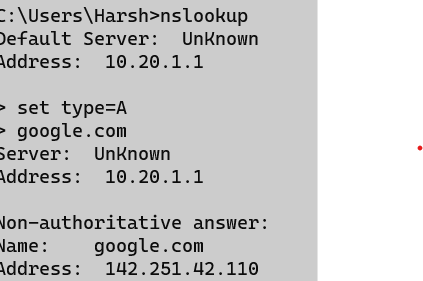 C:\Users\Harsh>nslookup
Default Server:  UnKnown
Address:  10.20.1.1
> set type=A
> google.com
Server:  UnKnown
Address:  10.20.1.1
Non-authoritative answer:
Name:    google.com
Address:  142.251.42.110